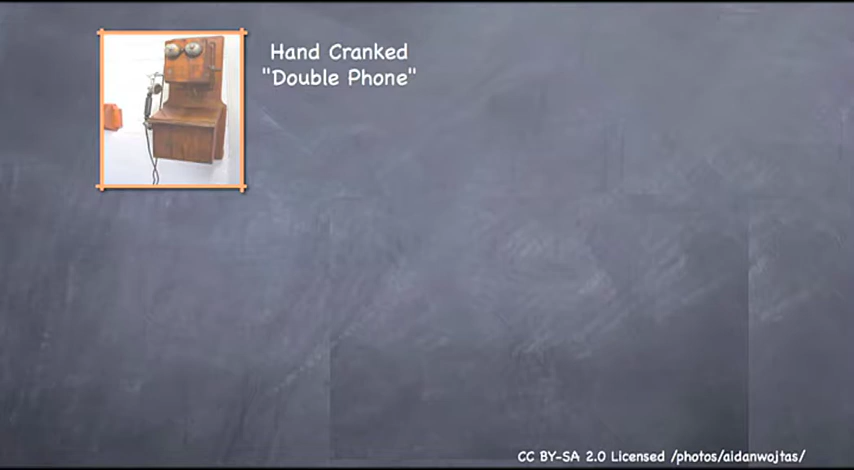 Hand Cranked
"Double Phone"
CC BY-SA 2.0 Licensed /photos/aidanwojtas/